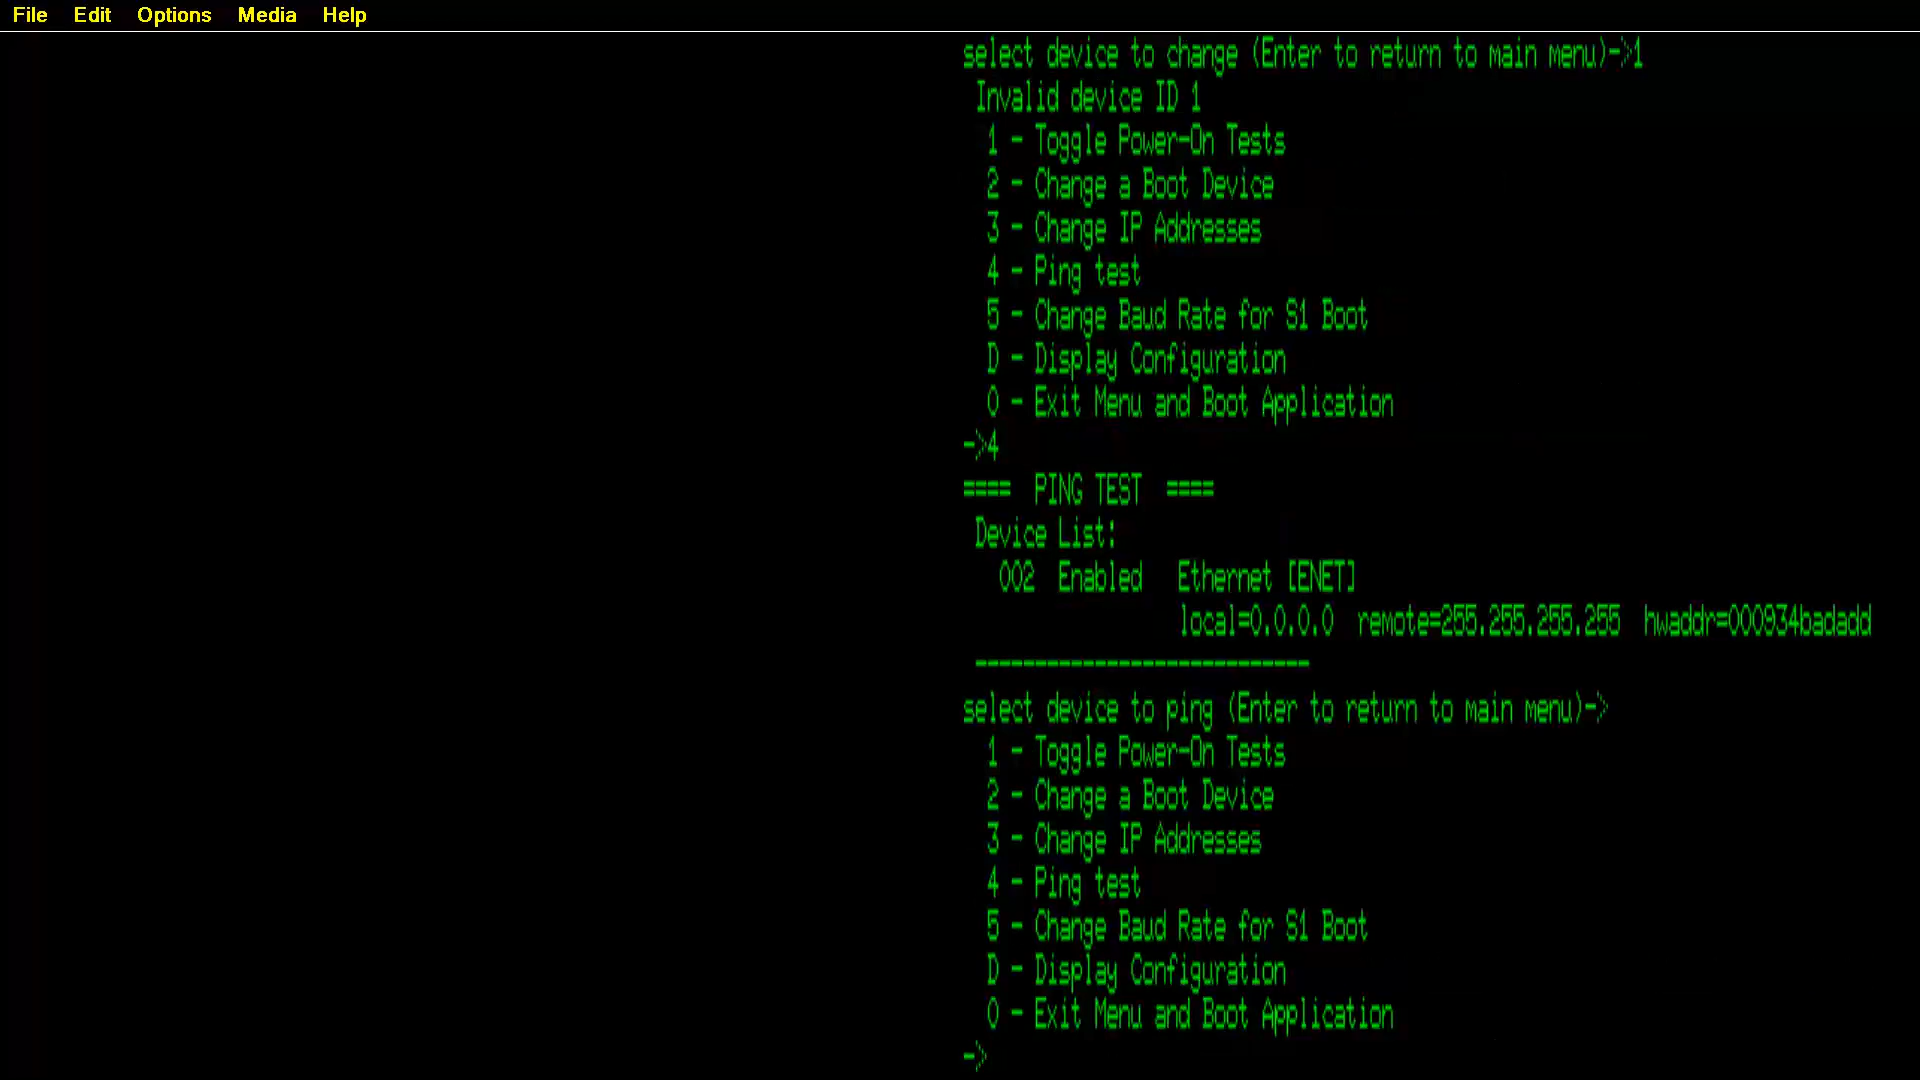 File Edit Options Media Help
select device to change (Enter to return to main menu)->1
Invalid device ID 1
1 - Toggle Power-On Tests
2 - Change a Boot Device
3 - Change IP Addresses
4 - Ping test
5 - Change Baud Rate for S1 Boot
D - Display Configuration
0 - Exit Menu and Boot Application
->4
==== PING TEST ====
Device List:
002 Enabled Ethernet [ENET]
local=0.0.0.0 remote=255.255.255.255 hwaddr=000934badadd
----------------------------
select device to ping (Enter to return to main menu)->
1 - Toggle Power-On Tests
2 - Change a Boot Device
3 - Change IP Addresses
4 - Ping test
5 - Change Baud Rate for S1 Boot
D - Display Configuration
0 - Exit Menu and Boot Application
->